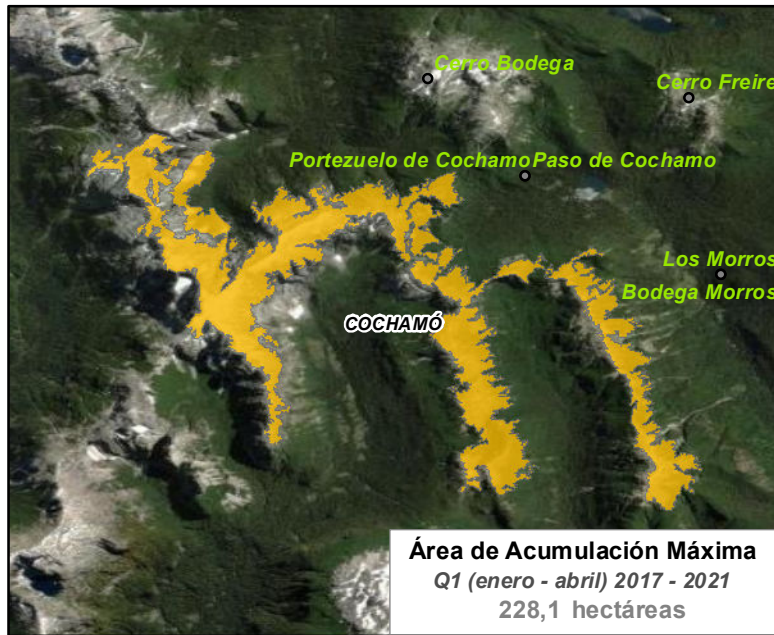 Cerro Bodega
Cerro Freire
Portezuelo de Cochamo Paso de Cochamo
Los Morros
Bodega Morros
COCHAMÓ
Área de Acumulación Máxima
Q1 (enero - abril) 2017 - 2021
228,1 hectáreas